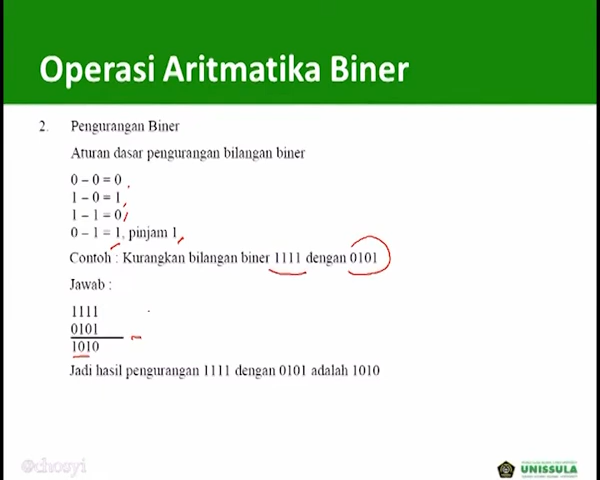 Operasi Aritmatika Biner
2. Pengurangan Biner
Aturan dasar pengurangan bilangan biner
0 – 0 = 0
1 – 0 = 1
1 – 1 = 0
0 – 1 = 1, pinjam 1
Contoh : Kurangkan bilangan biner 1111 dengan 0101
Jawab :
1111
0101
1010
Jadi hasil pengurangan 1111 dengan 0101 adalah 1010
@chosyi
UNISSULA